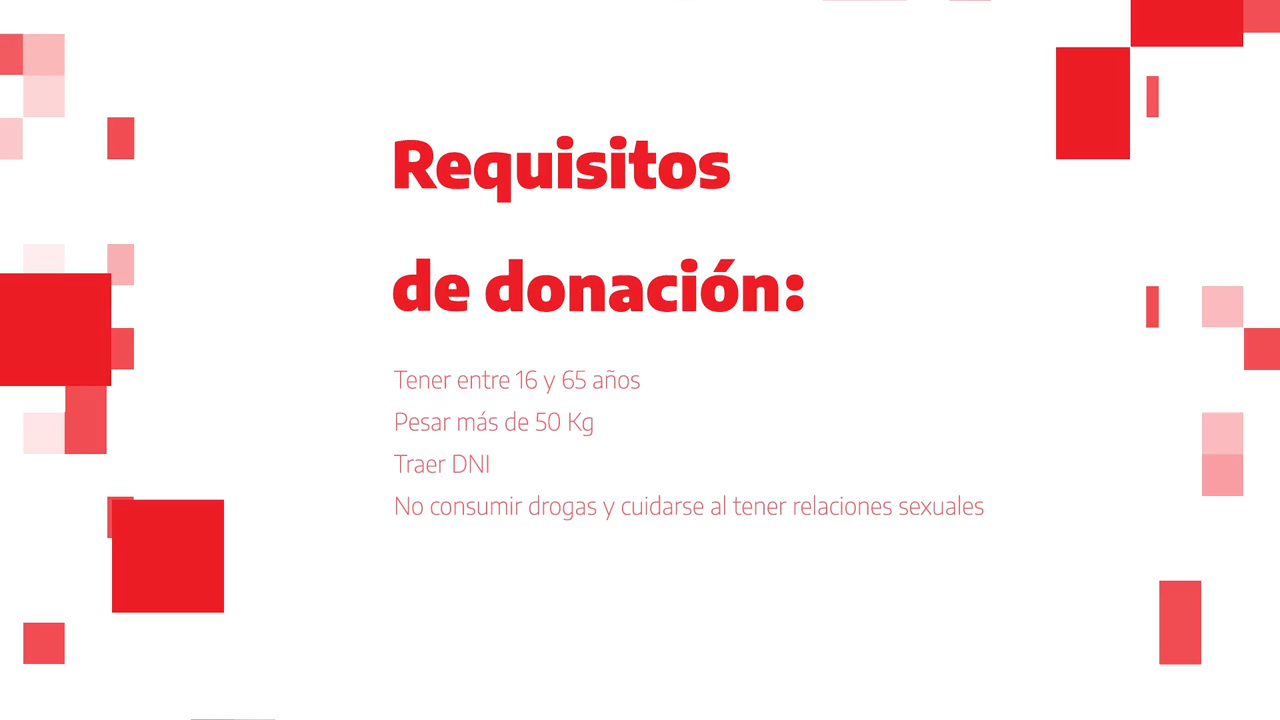 Requisitos
de donación:
Tener entre 16 y 65 años
Pesar más de 50 Kg
Traer DNI
No consumir drogas y cuidarse al tener relaciones sexuales